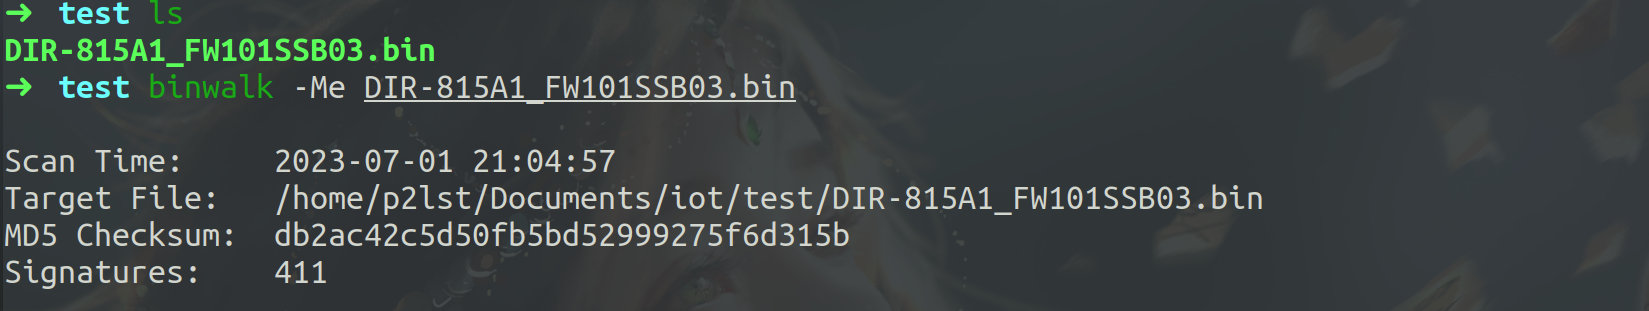 ➜ test ls
DIR-815A1_FW101SSB03.bin
➜ test binwalk -Me DIR-815A1_FW101SSB03.bin
Scan Time: 2023-07-01 21:04:57
Target File: /home/p2lst/Documents/iot/test/DIR-815A1_FW101SSB03.bin
MD5 Checksum: db2ac42c5d50fb5bd52999275f6d315b
Signatures: 411